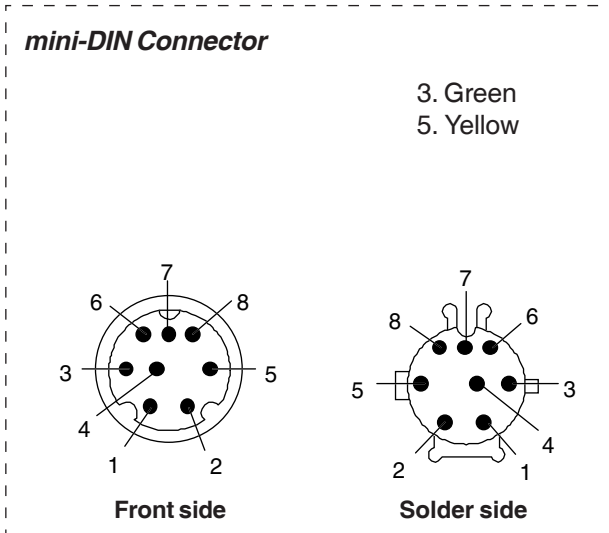 mini-DIN Connector
3. Green
5. Yellow
7
6 8
3 5
4
1 2
Front side
7
8 6
5 3
4
2 1
Solder side